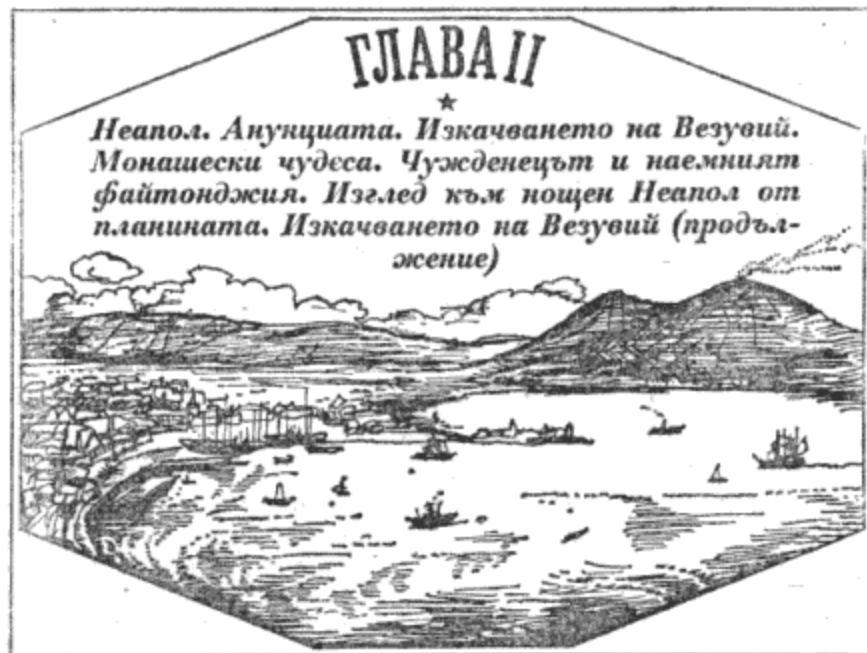 ГЛАВА II
Неапол. Анунциата. Изкачването на Везувий.
Монашески чудеса. Чужденецът и наемният
файтонджия. Изглед към нощен Неапол от
планината. Изкачването на Везувий (продъл-
жение)